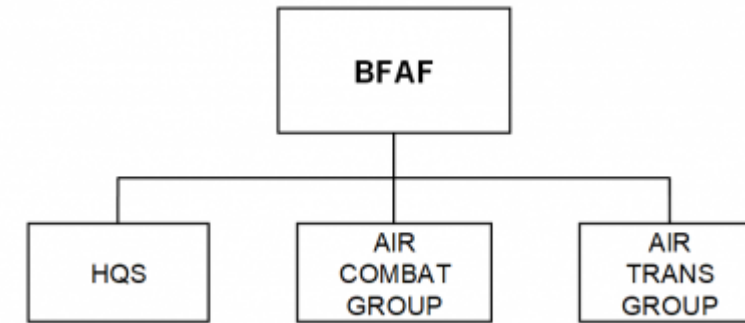 BFAF
HQS
AIR
COMBAT
GROUP
AIR
TRANS
GROUP